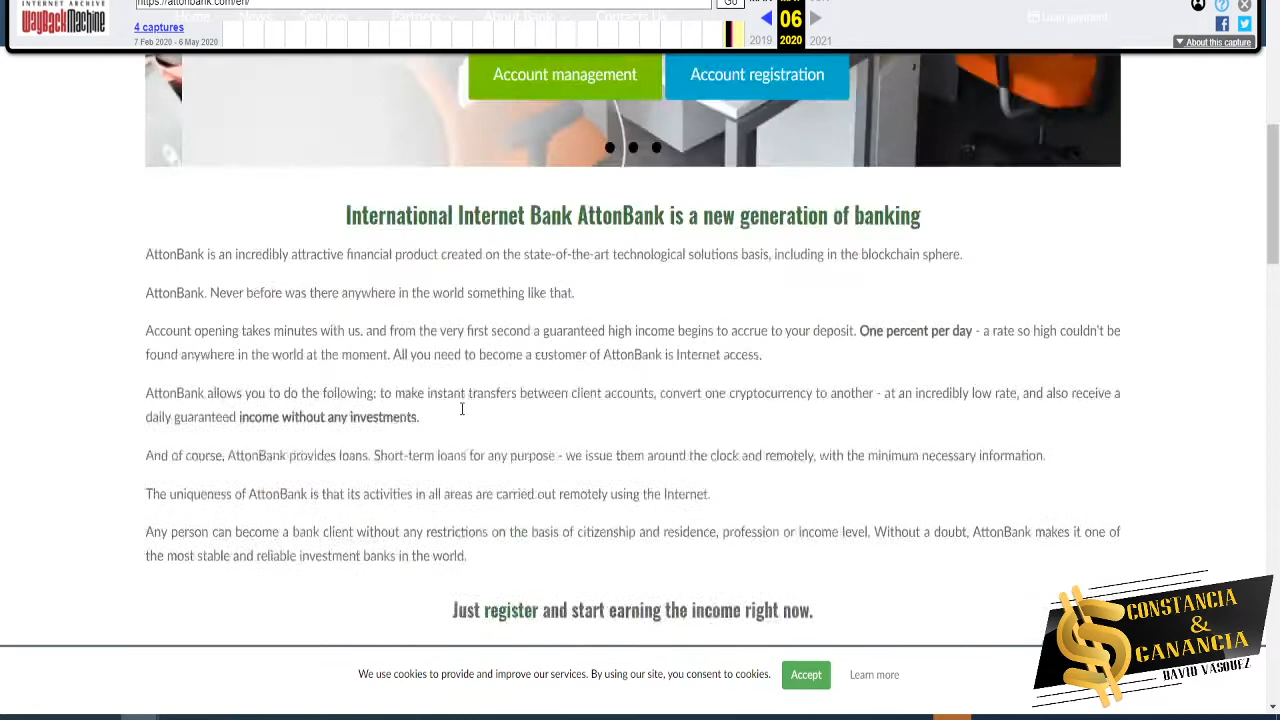 https://attonbank.com/en/
Go
INTERNET ARCHIVE
WayBackMachine
4 captures
7 Feb 2020 - 6 May 2020
06
2019 2020 2021
About this capture
Home News Services Partners About Bank Contacts Us
Loan payment
Account management Account registration
International Internet Bank AttonBank is a new generation of banking
AttonBank is an incredibly attractive financial product created on the state-of-the-art technological solutions basis, including in the blockchain sphere.
AttonBank. Never before was there anywhere in the world something like that.
Account opening takes minutes with us, and from the very first second a guaranteed high income begins to accrue to your deposit. One percent per day - a rate so high couldn't be
found anywhere in the world at the moment. All you need to become a customer of AttonBank is Internet access.
AttonBank allows you to do the following: to make instant transfers between client accounts, convert one cryptocurrency to another - at an incredibly low rate, and also receive a
daily guaranteed income without any investments.
And of course, AttonBank provides loans. Short-term loans for any purpose - we issue them around the clock and remotely, with the minimum necessary information.
The uniqueness of AttonBank is that its activities in all areas are carried out remotely using the Internet.
Any person can become a bank client without any restrictions on the basis of citizenship and residence, profession or income level, Without a doubt, AttonBank makes it one of
the most stable and reliable investment banks in the world.
Just register and start earning the income right now.
We use cookies to provide and improve our services. By using our site, you consent to cookies.
Accept
Learn more
CONSTANCIA
&
GANANCIA
DAVID VASQUEZ